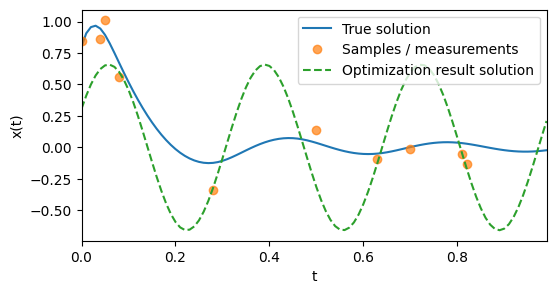 True solution
Samples / measurements
Optimization result solution
1.00
0.75
0.50
0.25
0.00
−0.25
−0.50
x(t)
0.0
0.2
0.4
0.6
0.8
t